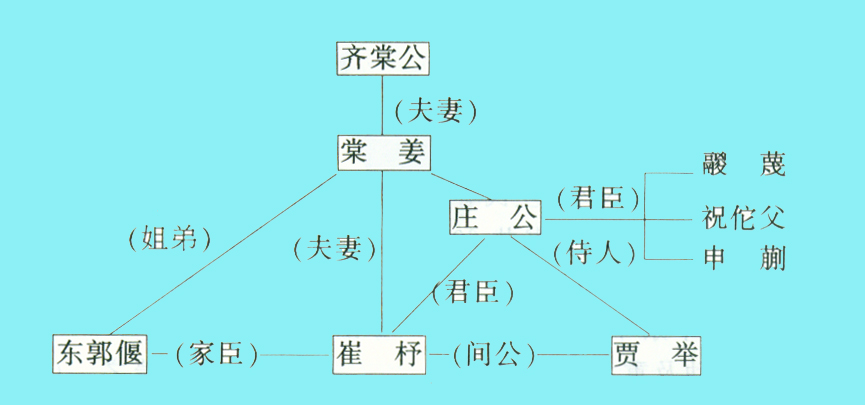 齐棠公
(夫妻)
棠 姜
鬷 蔑
(君臣)
庄 公
祝佗父
(姐弟)
(夫妻)
(侍人)
申 蒯
(君臣)
东郭偃
(家臣)
崔 杼
(间公)
贾 举